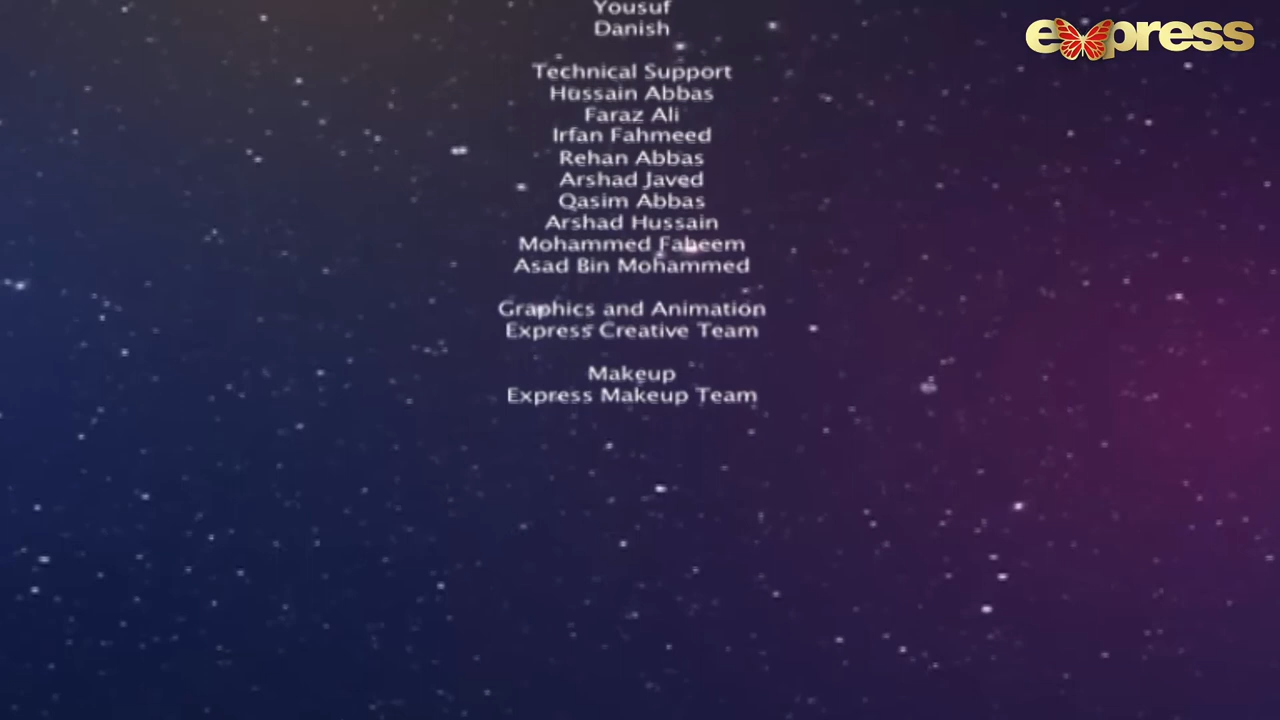 Yousuf
Danish
express
Technical Support
Hussain Abbas
Faraz Ali
Irfan Fahmeed
Rehan Abbas
Arshad Javed
Qasim Abbas
Arshad Hussain
Mohammed Faheem
Asad Bin Mohammed
Graphics and Animation
Express Creative Team
Makeup
Express Makeup Team